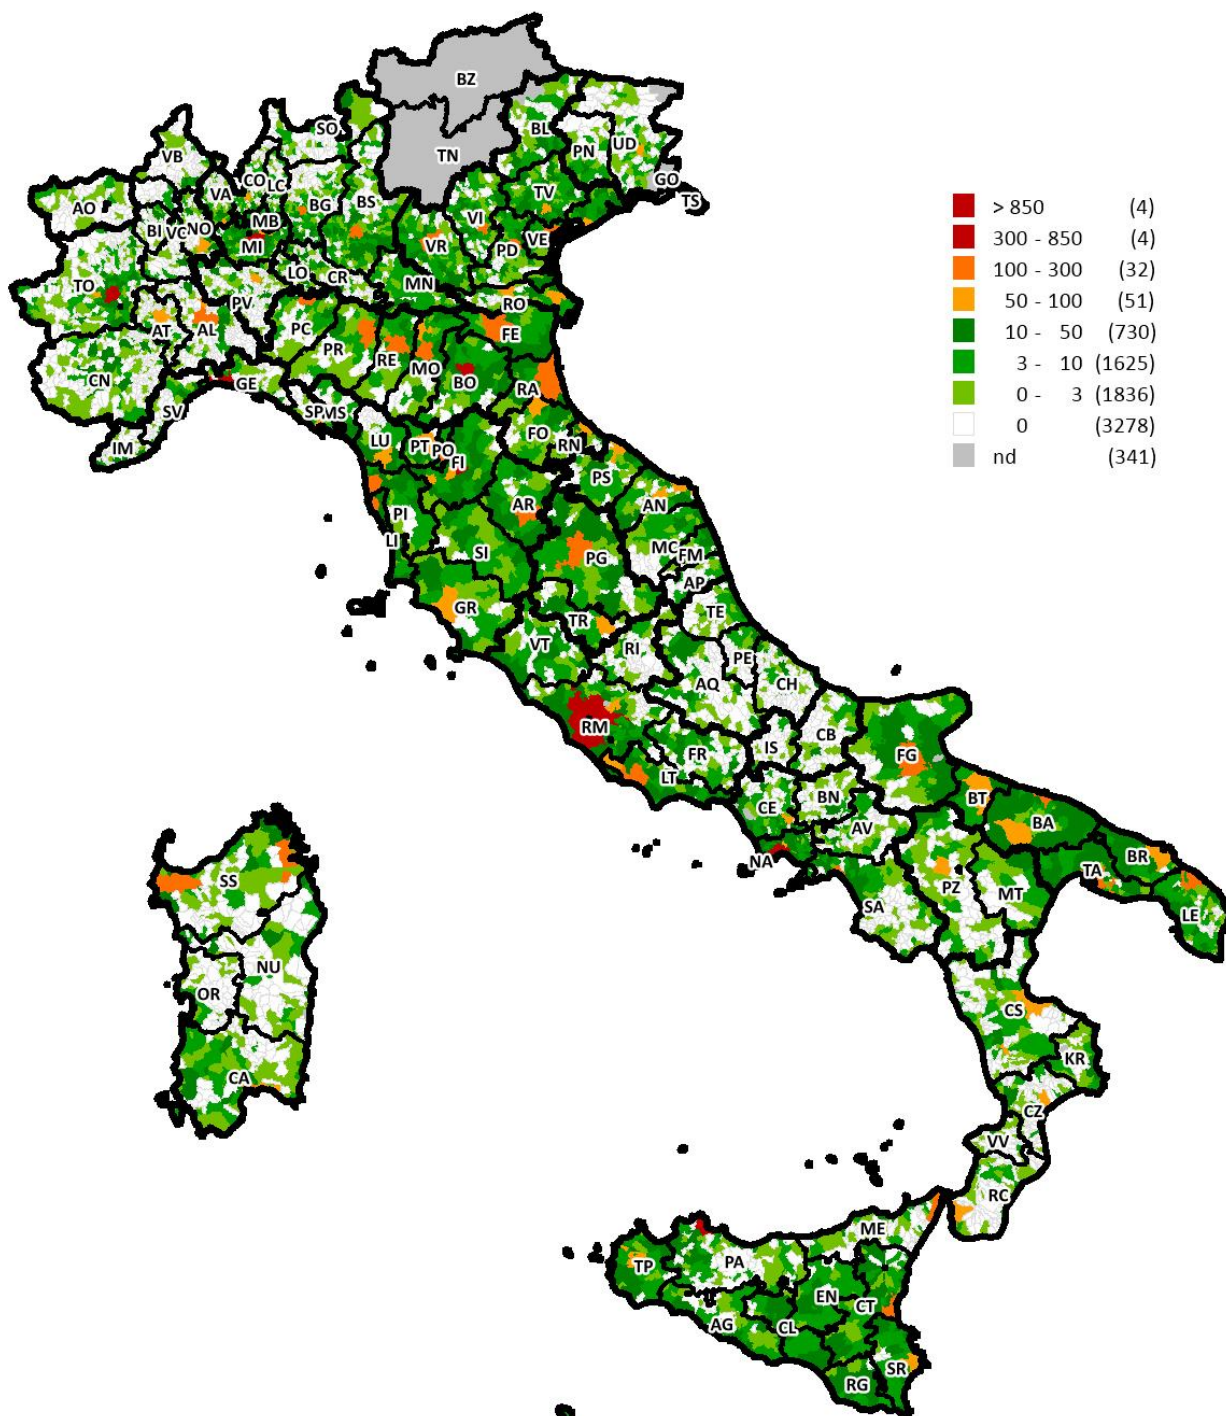 BZ
TN
SO
BL
PN
UD
VB
GO
TS
CO
LC
VA
BG
BS
TV
AO
BI
VC
NO
MB
MI
VI
VR
PD
VE
TO
LO
CR
MN
PV
RO
AT
AL
PC
FE
PR
RE
MO
BO
CN
GE
RA
SV
SP
MS
IM
LU
PT
PO
FI
FO
RN
PS
AR
AN
PI
LI
SI
PG
MC
FM
AP
GR
TR
TE
VT
RI
PE
AQ
CH
RM
CB
IS
FR
FG
LT
CE
BN
BT
AV
BA
NA
BR
TA
PZ
MT
SA
LE
SS
NU
OR
CS
CA
KR
CZ
VV
RC
ME
TP
PA
EN
CT
AG
CL
SR
RG
> 850 (4)
300 - 850 (4)
100 - 300 (32)
50 - 100 (51)
10 - 50 (730)
3 - 10 (1625)
0 - 3 (1836)
0 (3278)
nd (341)